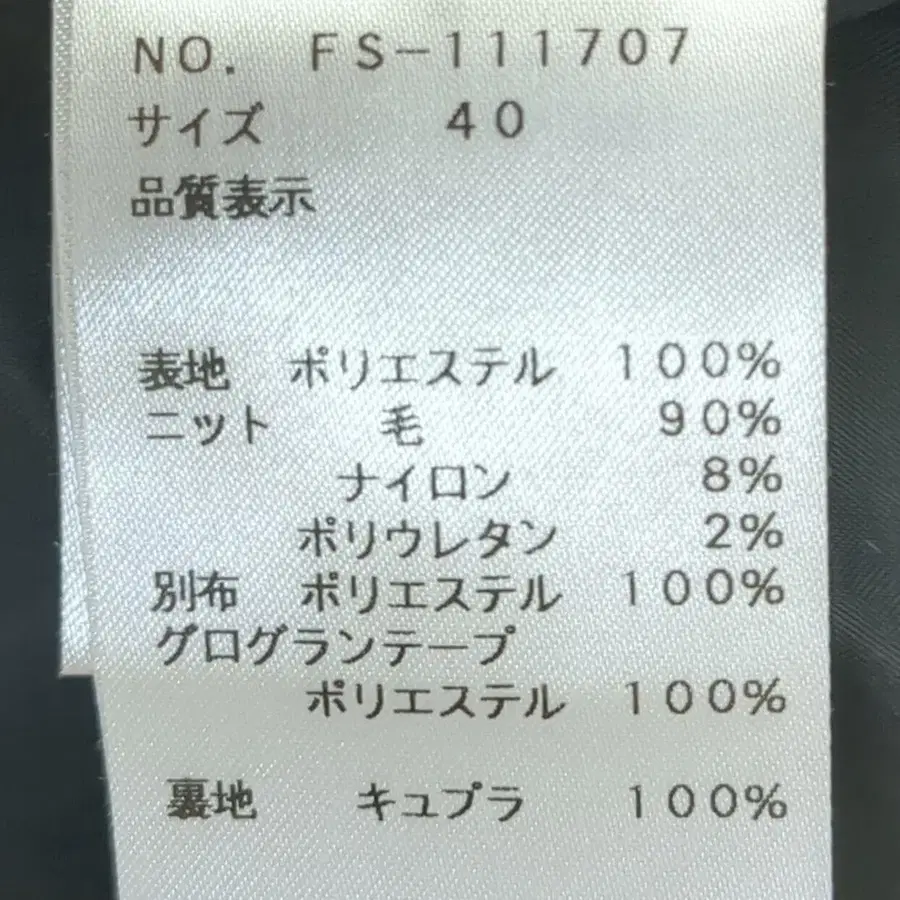 NO. FS-111707
サイズ 40
品質表示
表地 ポリエステル 100%
ニット 毛 90%
ナイロン 8%
ポリウレタン 2%
別布 ポリエステル 100%
グログランテープ
ポリエステル 100%
裏地 キュプラ 100%